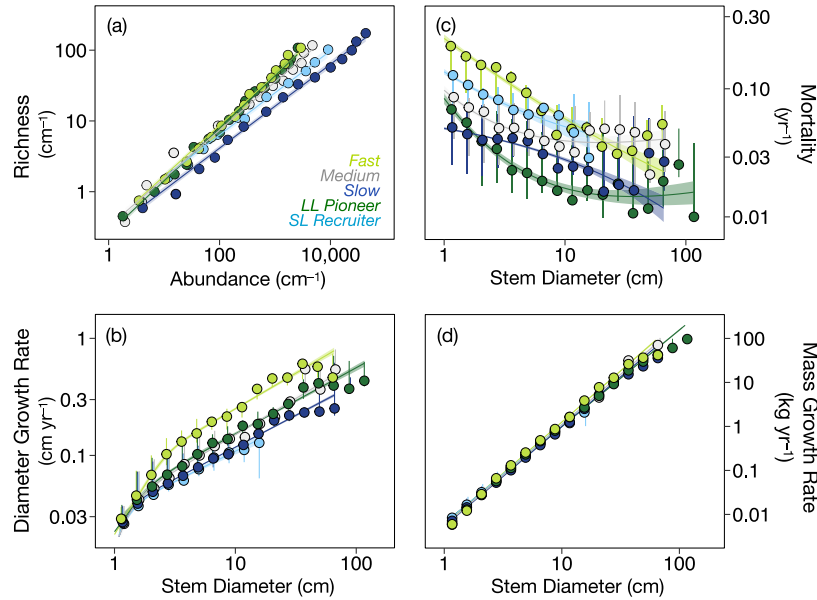 (a)
Richness
(cm⁻¹)
100
10
1
Fast
Medium
Slow
LL Pioneer
SL Recruiter
1
100
10,000
Abundance (cm⁻¹)
(c)
0.30
0.10
0.03
0.01
Mortality
(yr⁻¹)
1
10
100
Stem Diameter (cm)
(b)
Diameter Growth Rate
(cm yr⁻¹)
1
0.3
0.1
0.03
1
10
100
Stem Diameter (cm)
(d)
100
10
1
0.1
0.01
Mass Growth Rate
(kg yr⁻¹)
1
10
100
Stem Diameter (cm)